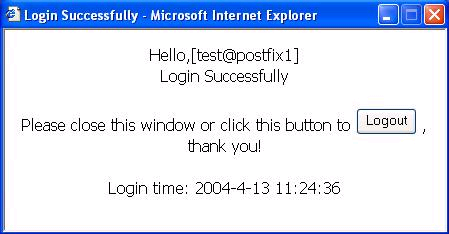 Login Successfully - Microsoft Internet Explorer
Hello,[test@postfix1]
Login Successfully
Please close this window or click this button to Logout ,
thank you!
Login time: 2004-4-13 11:24:36